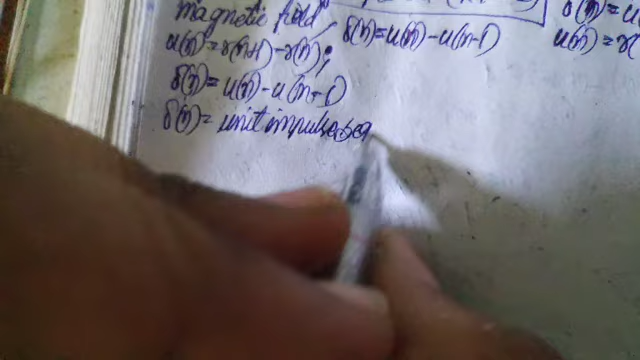 magnetic field, δ(n)=u(n)-u(n-1)
u(n)=r(n+1)-r(n);
δ(n)=u(n)-u(n-1)
δ(n)= unit impulse seq
u(n)=r(